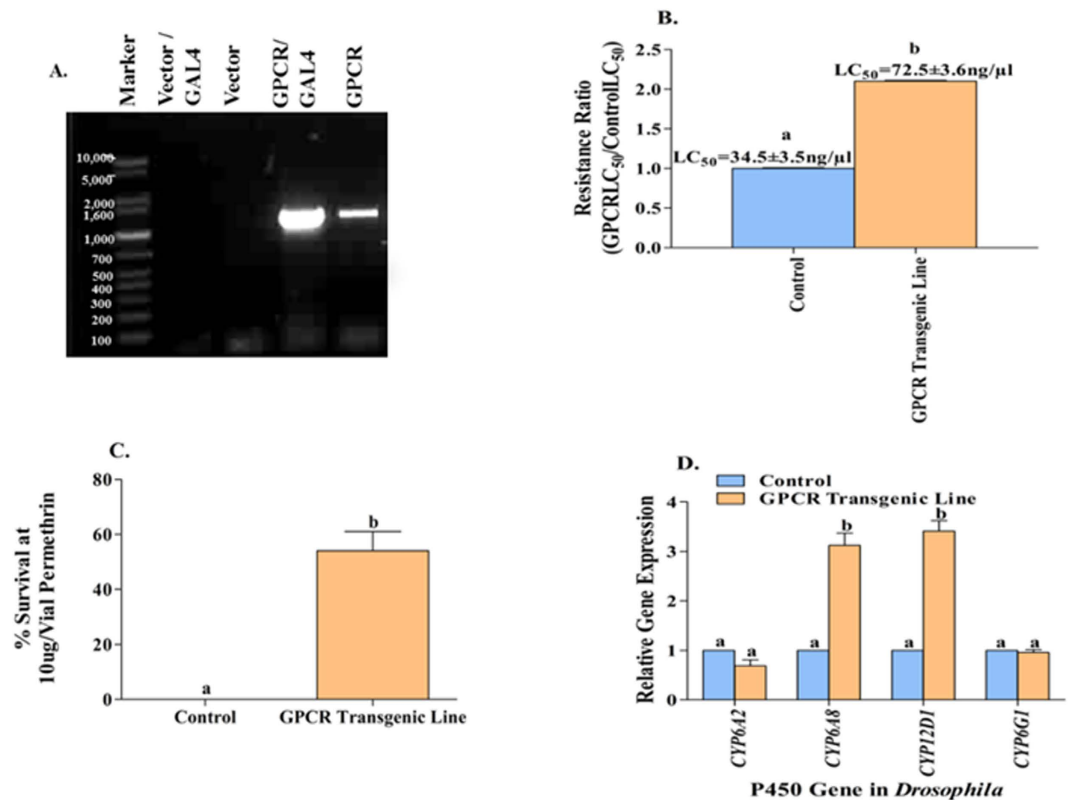 A.
Marker
Vector /
GAL4
Vector
GPCR/
GAL4
GPCR
10,000
5,000
2,000
1,600
1,000
700
500
400
300
200
100
B.
Resistance Ratio
(GPCRLC50/ControlLC50)
2.5
2.0
1.5
1.0
0.5
0.0
a
LC50=34.5±3.5ng/µl
b
LC50=72.5±3.6ng/µl
Control
GPCR Transgenic Line
C.
% Survival at
10ug/Vial Permethrin
80
60
40
20
0
a
b
Control
GPCR Transgenic Line
D.
Control
GPCR Transgenic Line
Relative Gene Expression
4
3
2
1
0
a
a
a
b
a
b
a
a
CYP6A2
CYP6A8
CYP12D1
CYP6G1
P450 Gene in Drosophila